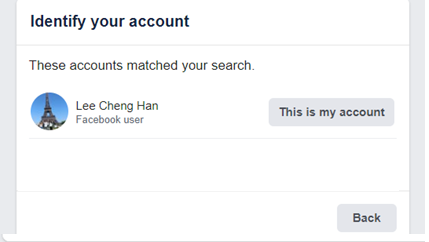 Identify your account
These accounts matched your search.
Lee Cheng Han
This is my account
Facebook user
Back